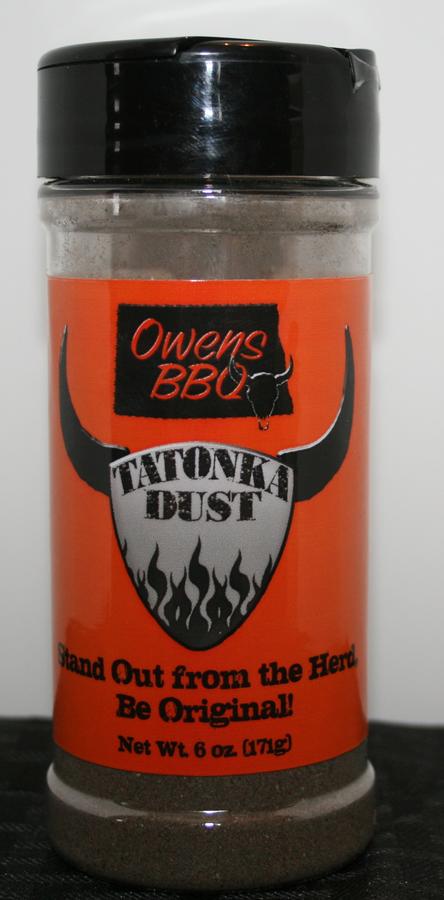 Owens
BBQ
TATONKA
DUST
Stand Out from the Herd,
Be Original!
Net Wt. 6 oz. (171g)